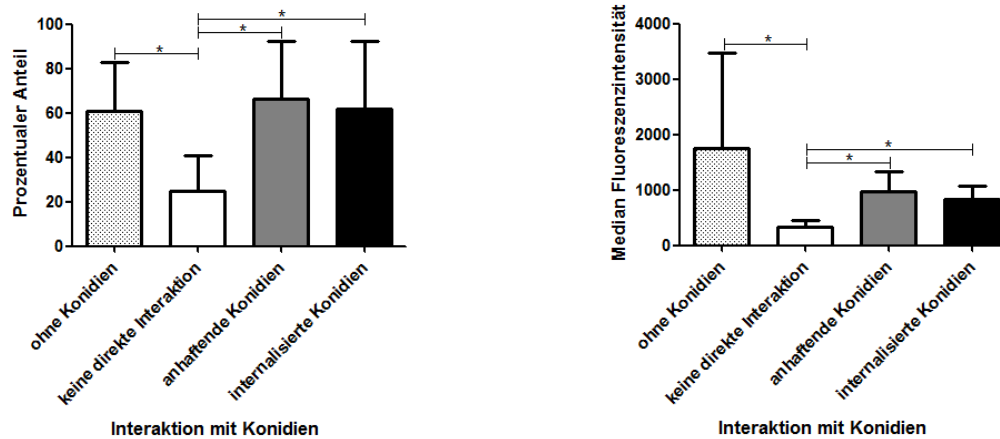 Prozentualer Anteil
100
80
60
40
20
0
*
*
*
ohne Konidien
keine direkte Interaktion
anhaftende Konidien
internalisierte Konidien
Interaktion mit Konidien
Median Fluoreszenzintensität
4000
3000
2000
1000
0
*
*
*
ohne Konidien
keine direkte Interaktion
anhaftende Konidien
internalisierte Konidien
Interaktion mit Konidien